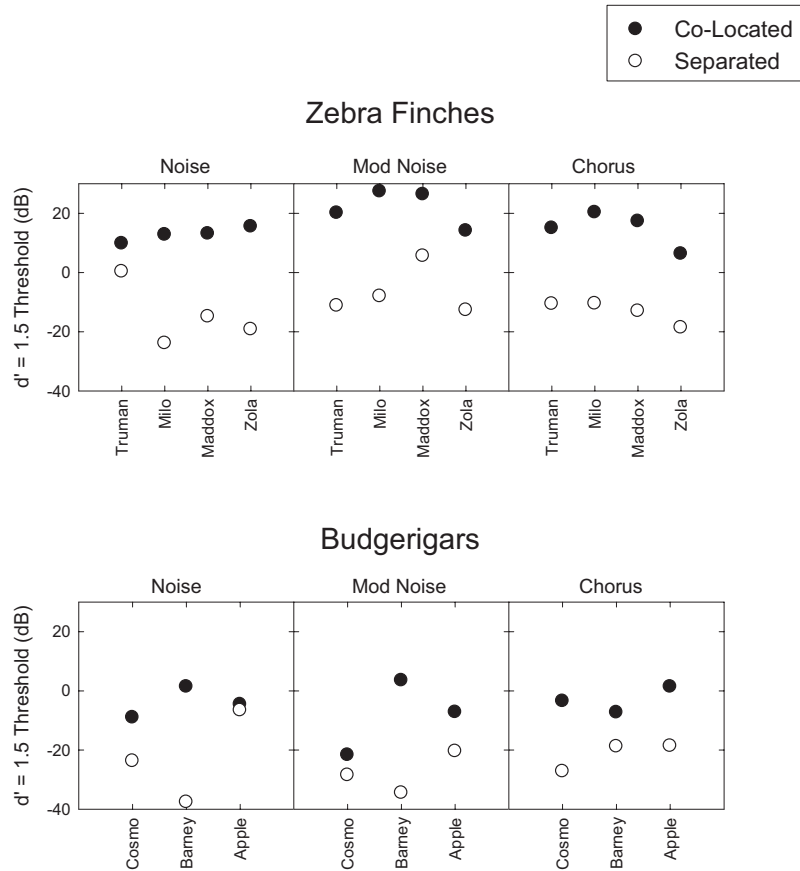 Co-Located
Separated
Zebra Finches
Noise Mod Noise Chorus
d' = 1.5 Threshold (dB)
20
0
-20
-40
Truman Milo Maddox Zola Truman Milo Maddox Zola Truman Milo Maddox Zola
Budgerigars
Noise Mod Noise Chorus
d' = 1.5 Threshold (dB)
20
0
-20
-40
Cosmo Barney Apple Cosmo Barney Apple Cosmo Barney Apple